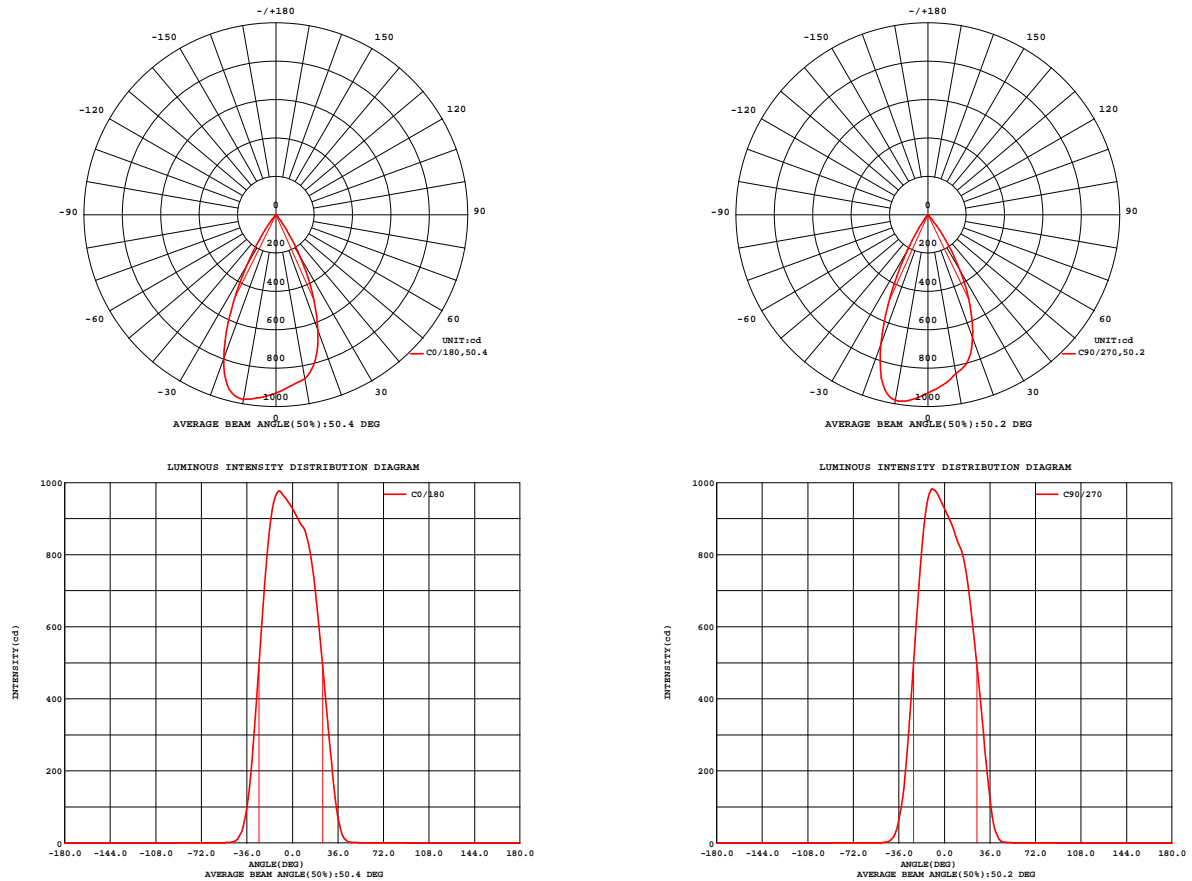 -/+180
-150
150
-120
120
-90
90
-60
60
-30
30
0
0
200
400
600
800
1000
UNIT:cd
C0/180,50.4
AVERAGE BEAM ANGLE(50%):50.4 DEG
-/+180
-150
150
-120
120
-90
90
-60
60
-30
30
0
0
200
400
600
800
1000
UNIT:cd
C90/270,50.2
AVERAGE BEAM ANGLE(50%):50.2 DEG
LUMINOUS INTENSITY DISTRIBUTION DIAGRAM
C0/180
INTENSITY(cd)
1000
800
600
400
200
0
-180.0 -144.0 -108.0 -72.0 -36.0 0.0 36.0 72.0 108.0 144.0 180.0
ANGLE(DEG)
AVERAGE BEAM ANGLE(50%):50.4 DEG
LUMINOUS INTENSITY DISTRIBUTION DIAGRAM
C90/270
INTENSITY(cd)
1000
800
600
400
200
0
-180.0 -144.0 -108.0 -72.0 -36.0 0.0 36.0 72.0 108.0 144.0 180.0
ANGLE(DEG)
AVERAGE BEAM ANGLE(50%):50.2 DEG